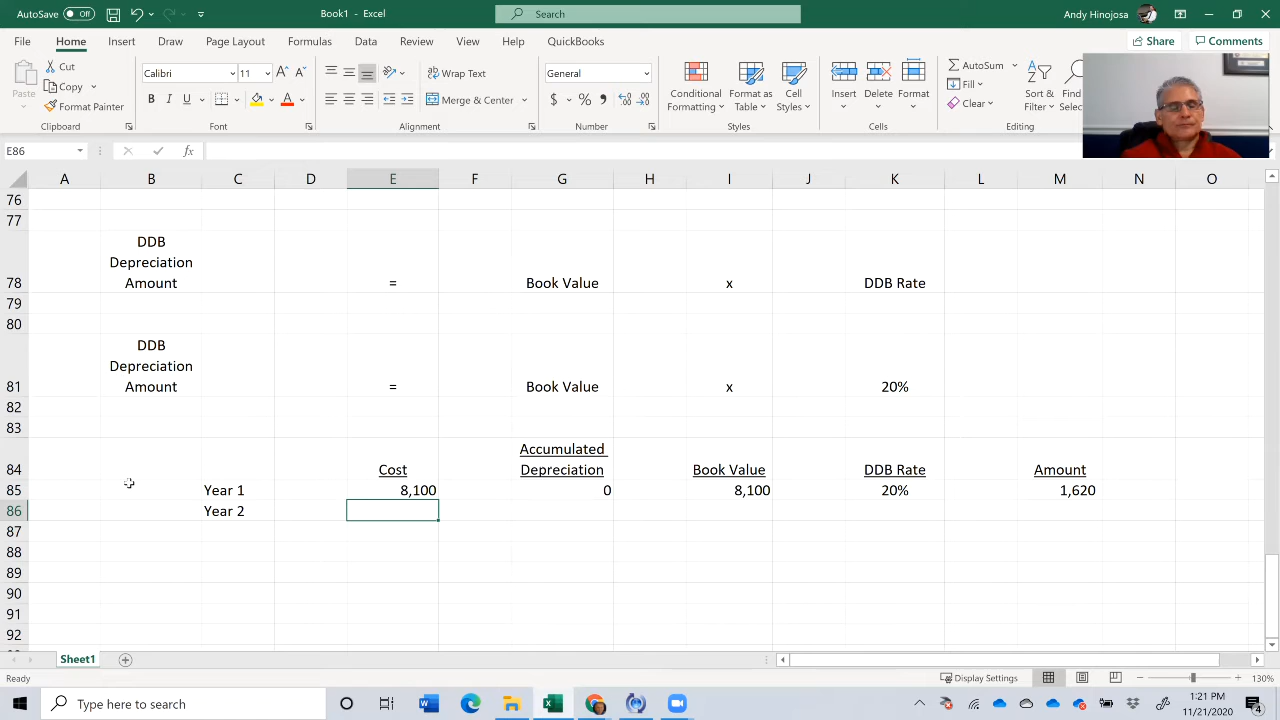 AutoSave Off Book1 - Excel Search Andy Hinojosa
File Home Insert Draw Page Layout Formulas Data Review View Help QuickBooks Share Comments
Paste Cut Copy Format Painter Clipboard
Calibri 11 B I U A Font
Wrap Text Merge & Center Alignment
General $ % Number
Conditional Formatting Format as Table Cell Styles Styles
Insert Delete Format Cells
AutoSum Fill Clear Sort & Filter Find Editing
E86 fx
A B C D E F G H I J K L M N O
76
77
78 DDB Depreciation Amount = Book Value x DDB Rate
79
80
81 DDB Depreciation Amount = Book Value x 20%
82
83
84 Cost Accumulated Depreciation Book Value DDB Rate Amount
85 Year 1 8,100 0 8,100 20% 1,620
86 Year 2
87
88
89
90
91
92
Sheet1
Ready Display Settings 130%
Type here to search 1:21 PM
11/21/2020 4